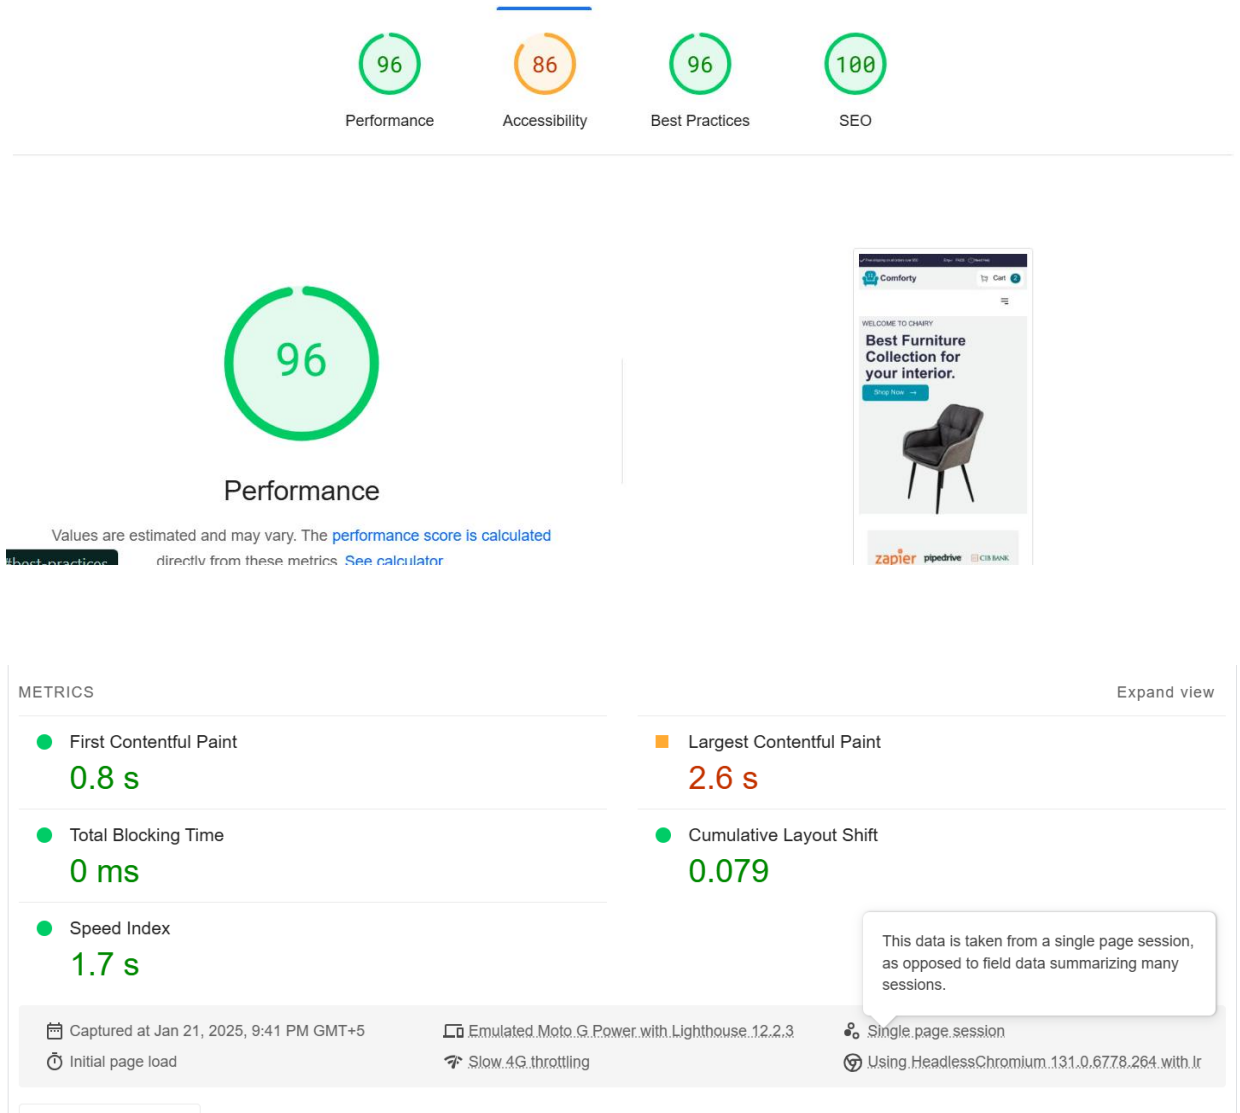 96
86
96
100
Performance
Accessibility
Best Practices
SEO
96
Performance
Values are estimated and may vary. The performance score is calculated
directly from these metrics. See calculator
#best-practices
Comforty
Cart 2
WELCOME TO CHAIRY
Best Furniture
Collection for
your interior.
Shop Now →
zapier pipedrive CIB BANK
METRICS
Expand view
First Contentful Paint
0.8 s
Largest Contentful Paint
2.6 s
Total Blocking Time
0 ms
Cumulative Layout Shift
0.079
Speed Index
1.7 s
This data is taken from a single page session,
as opposed to field data summarizing many
sessions.
Captured at Jan 21, 2025, 9:41 PM GMT+5
Emulated Moto G Power with Lighthouse 12.2.3
Single page session
Initial page load
Slow 4G throttling
Using HeadlessChromium 131.0.6778.264 with lr